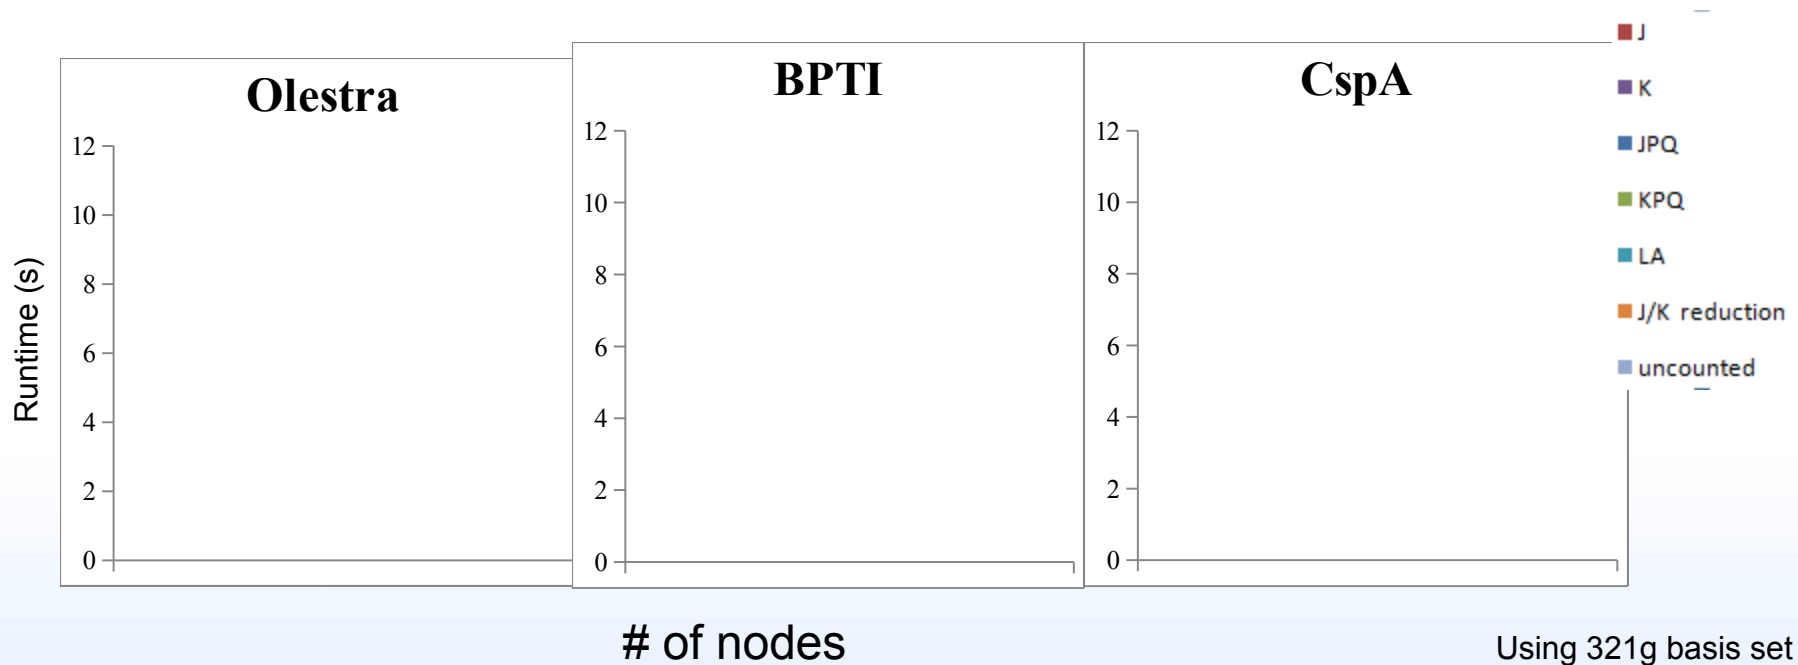 Olestra
BPTI
CspA
12
10
8
6
4
2
0
12
10
8
6
4
2
0
12
10
8
6
4
2
0
Runtime (s)
J
K
JPQ
KPQ
LA
J/K reduction
uncounted
# of nodes
Using 321g basis set